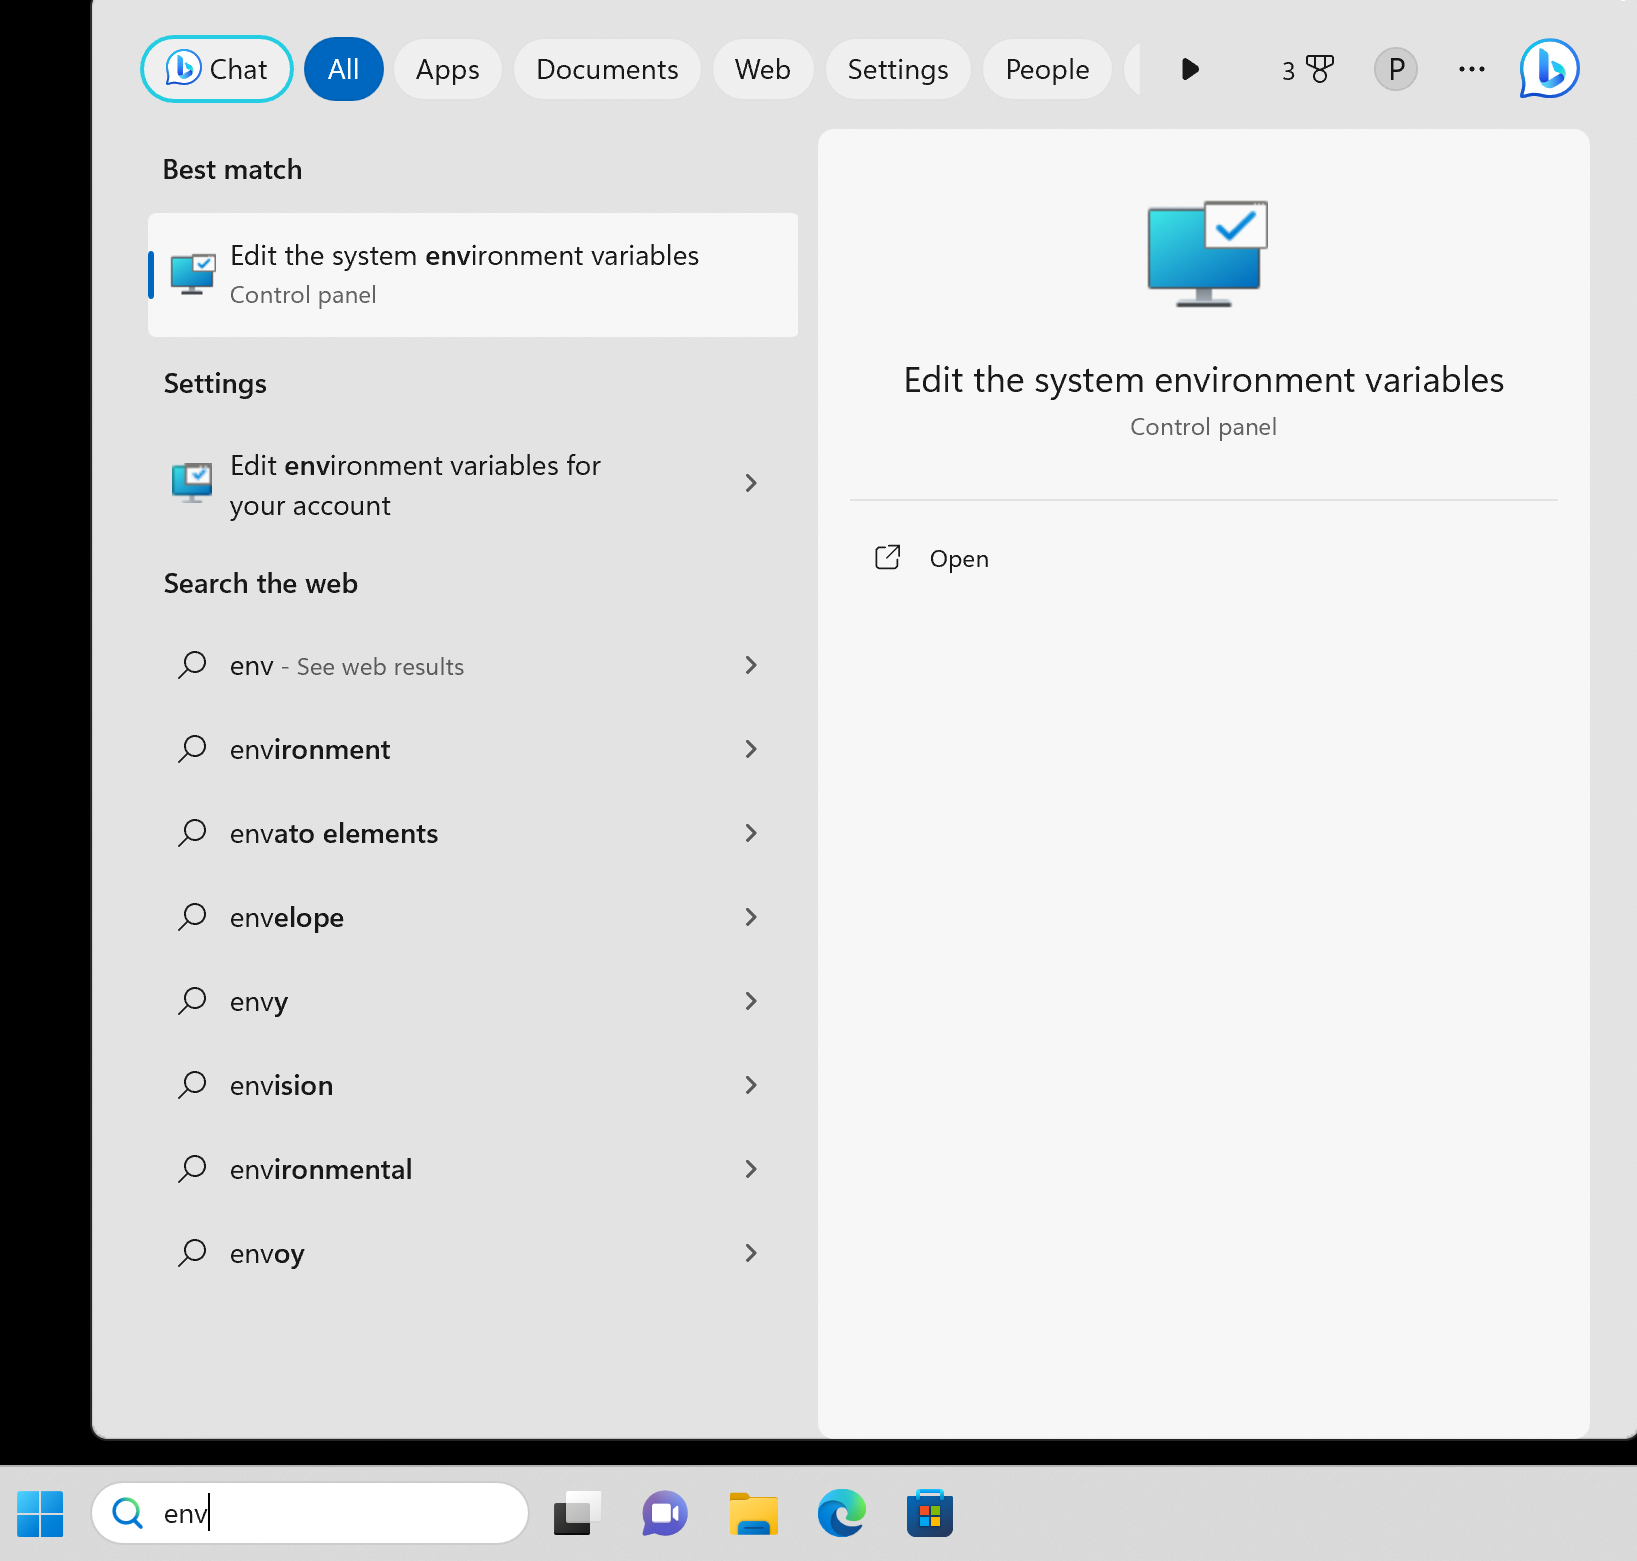 Chat
All
Apps
Documents
Web
Settings
People
3
P
Best match
Edit the system environment variables
Control panel
Settings
Edit environment variables for
your account
Search the web
env - See web results
environment
envato elements
envelope
envy
envision
environmental
envoy
Edit the system environment variables
Control panel
Open
env